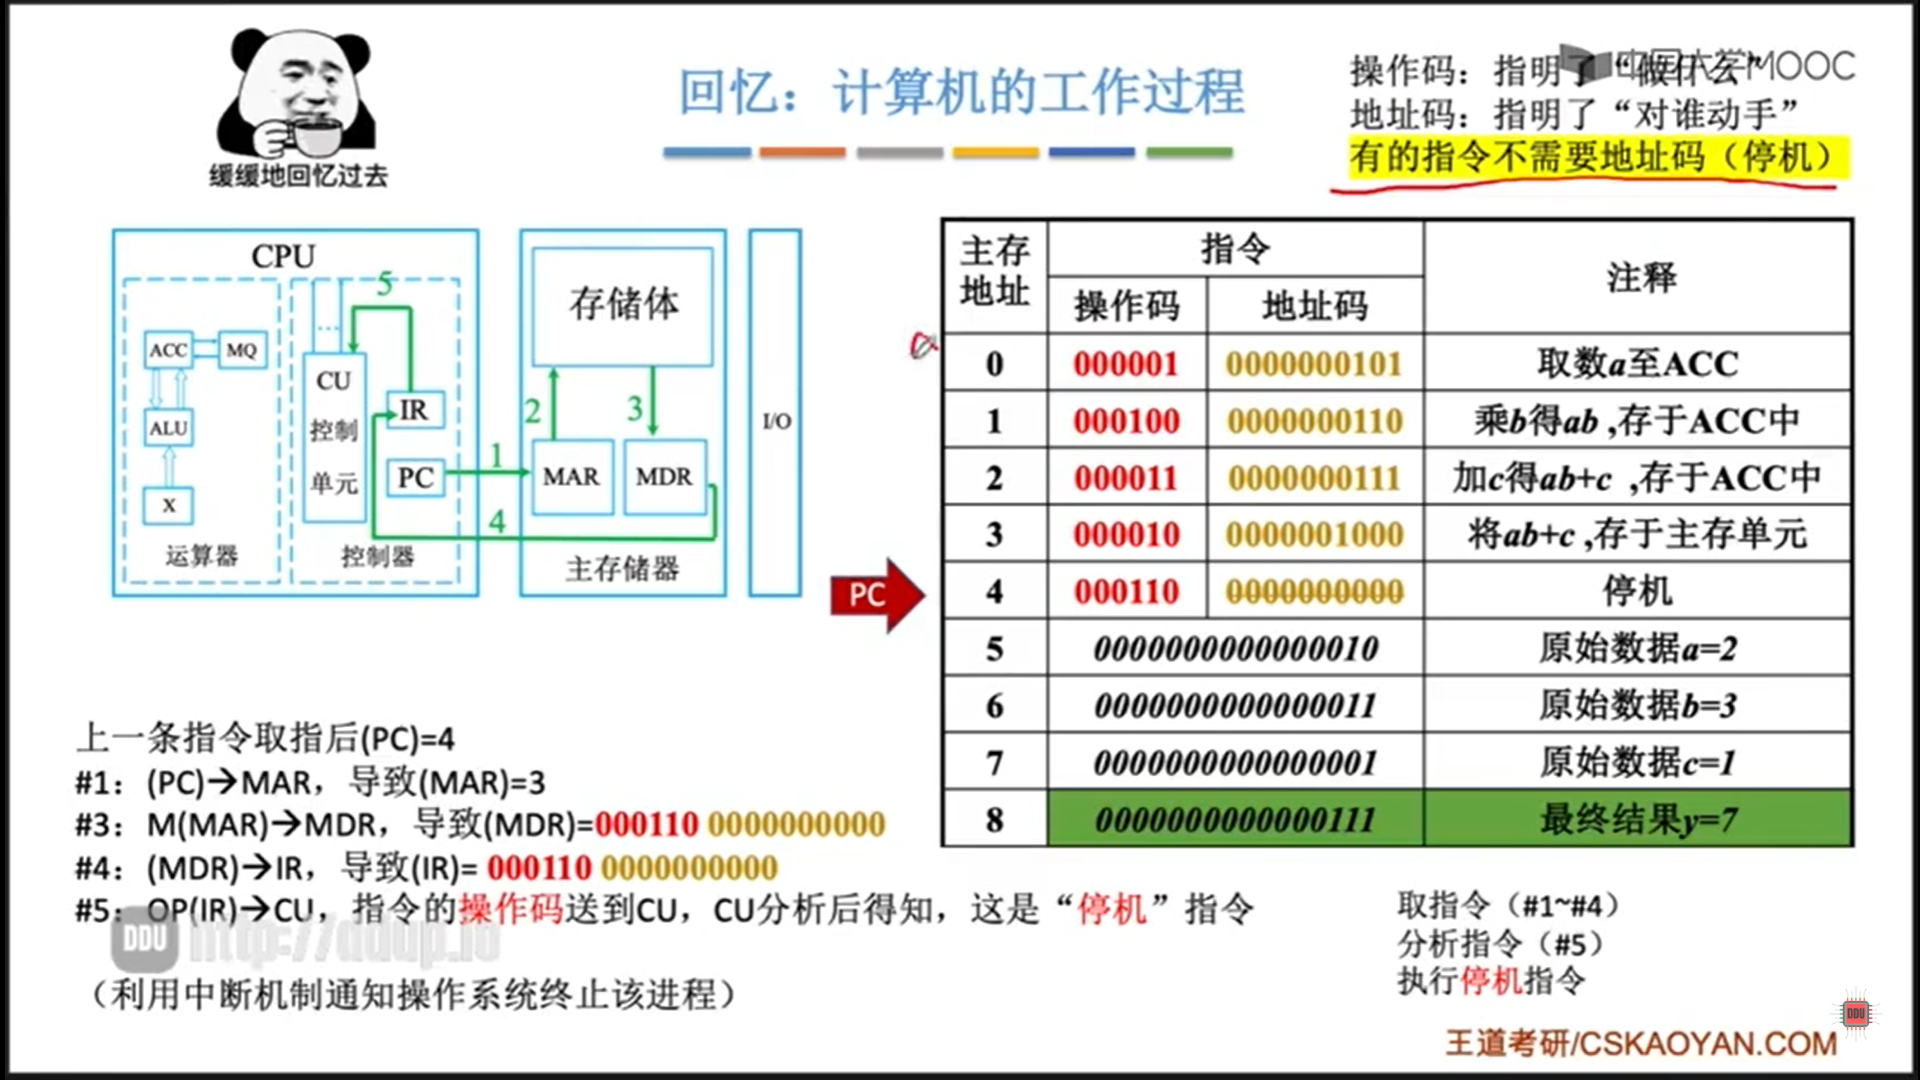 缓缓地回忆过去
回忆：计算机的工作过程
中国大学MOOC
操作码：指明了“做什么”
地址码：指明了“对谁动手”
有的指令不需要地址码（停机）
CPU
ACC
MQ
ALU
X
运算器
CU
控制
单元
...
IR
PC
控制器
5
1
4
存储体
2
3
MAR
MDR
主存储器
I/O
PC
主存地址 指令 注释
操作码 地址码
0 000001 0000000101 取数a至ACC
1 000100 0000000110 乘b得ab ,存于ACC中
2 000011 0000000111 加c得ab+c ,存于ACC中
3 000010 0000001000 将ab+c ,存于主存单元
4 000110 0000000000 停机
5 0000000000000010 原始数据a=2
6 0000000000000011 原始数据b=3
7 0000000000000001 原始数据c=1
8 0000000000000111 最终结果y=7
上一条指令取指后(PC)=4
#1：(PC)→MAR，导致(MAR)=3
#3：M(MAR)→MDR，导致(MDR)=000110 0000000000
#4：(MDR)→IR，导致(IR)= 000110 0000000000
#5：OP(IR)→CU，指令的操作码送到CU，CU分析后得知，这是“停机”指令
DDU http://ddup.io
（利用中断机制通知操作系统终止该进程）
取指令（#1~#4）
分析指令（#5）
执行停机指令
DDU
王道考研/CSKAOYAN.COM